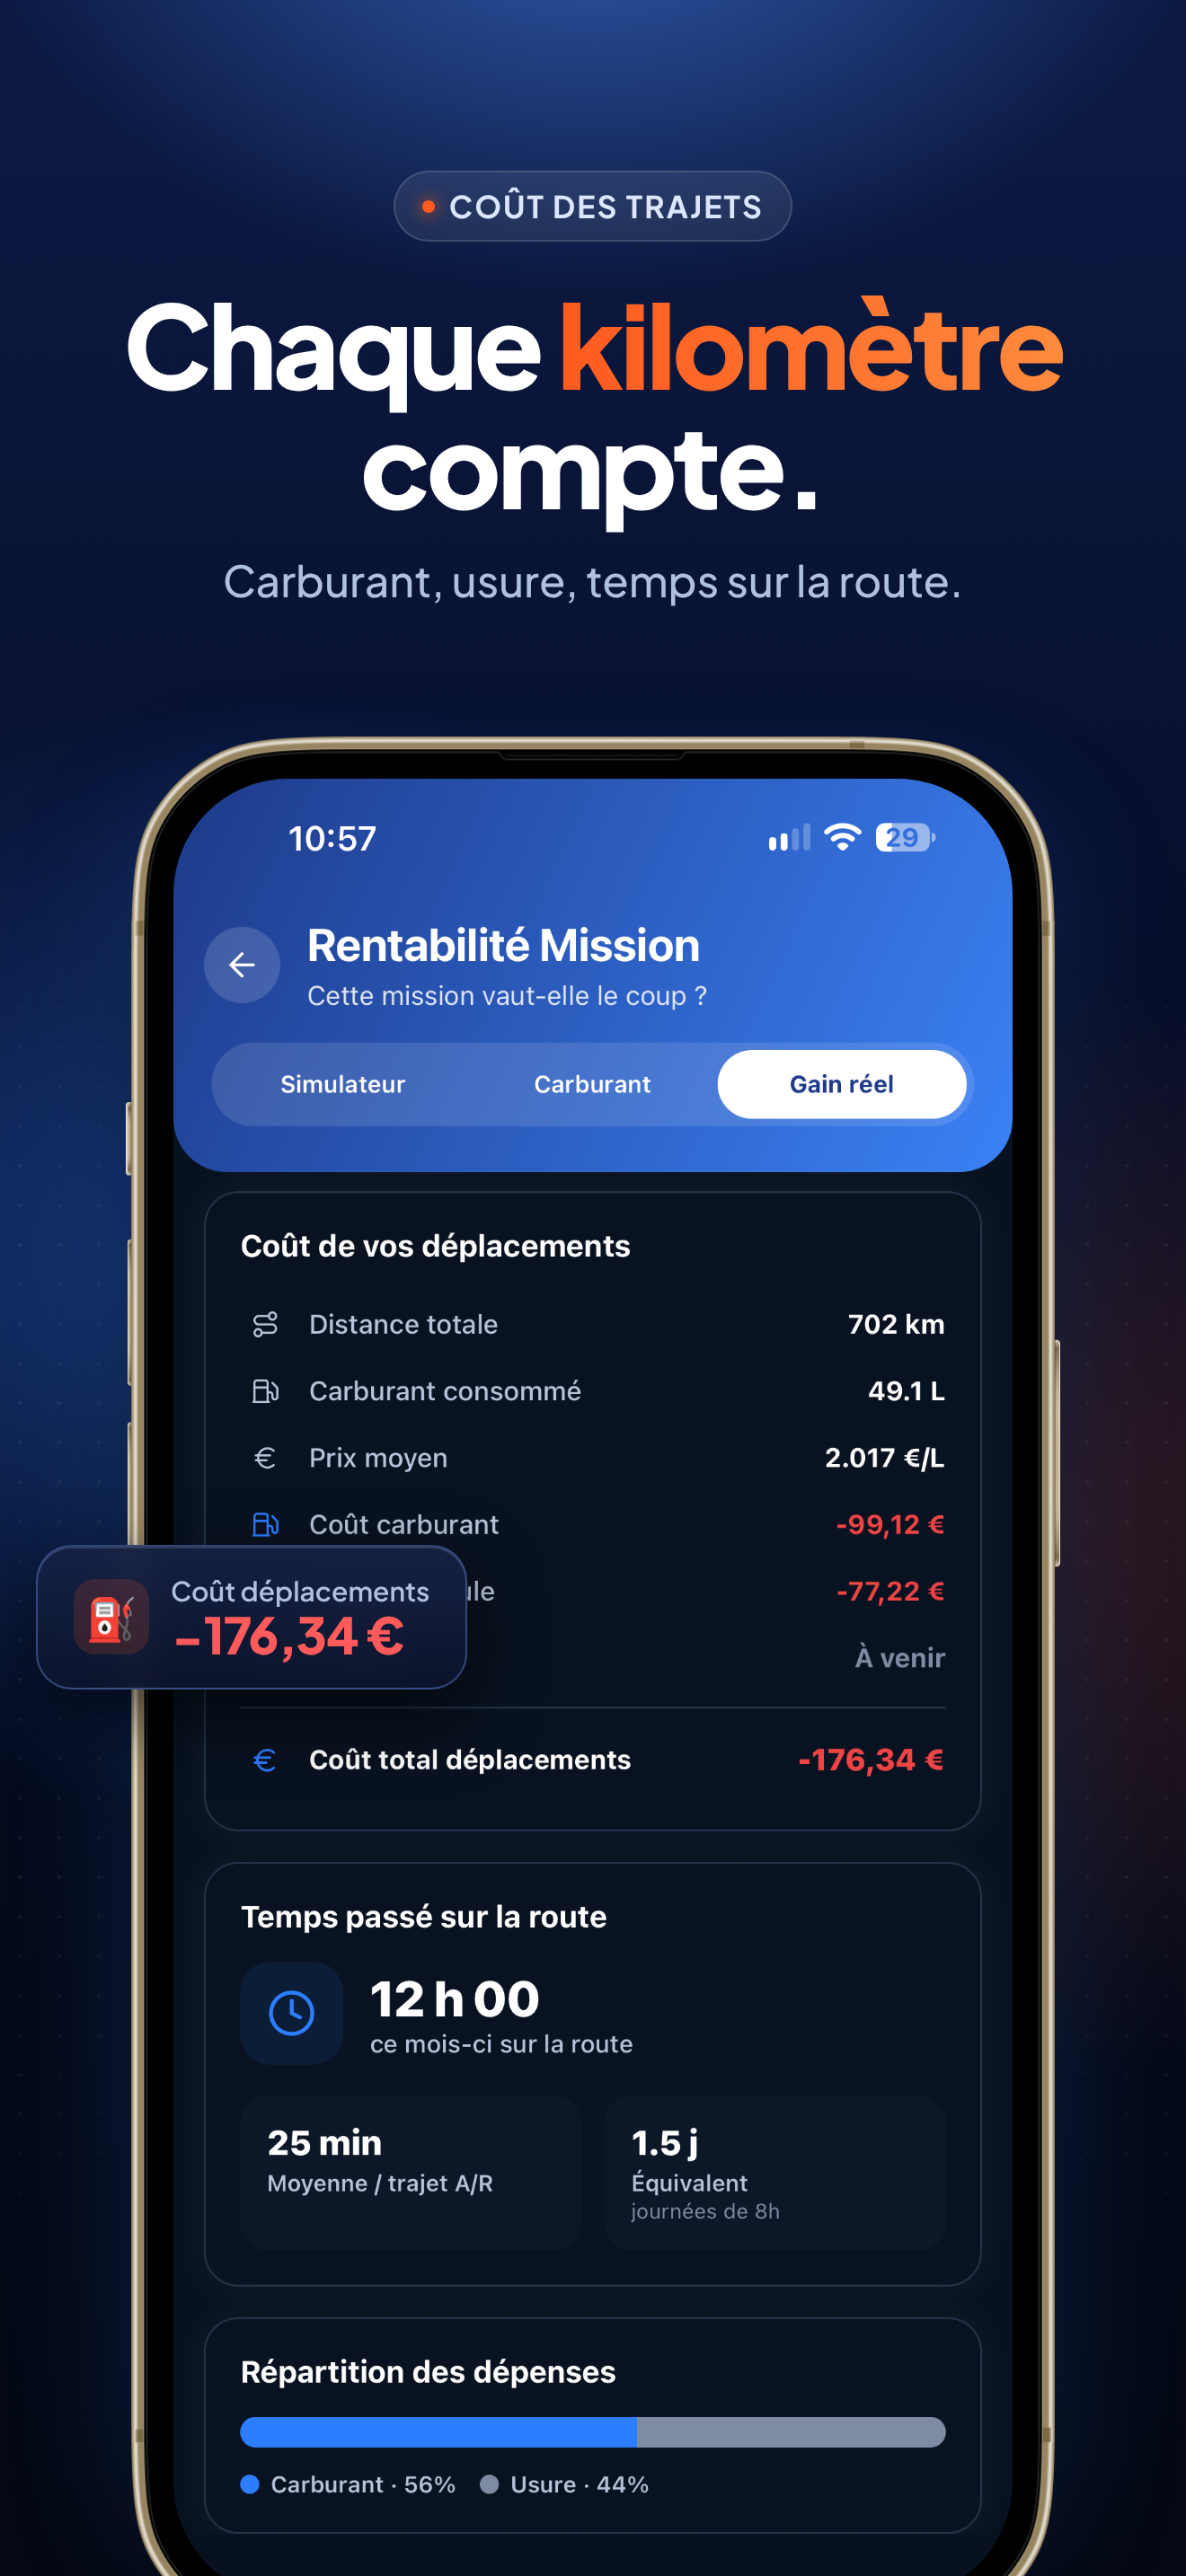 COÛT DES TRAJETS
Chaque kilomètre
compte.
Carburant, usure, temps sur la route.
10:57
29
Rentabilité Mission
Cette mission vaut-elle le coup ?
Simulateur
Carburant
Gain réel
Coût de vos déplacements
Distance totale
702 km
Carburant consommé
49.1 L
Prix moyen
2.017 €/L
Coût carburant
-99,12 €
Coût déplacements
-176,34 €
-77,22 €
À venir
Coût total déplacements
-176,34 €
Temps passé sur la route
12 h 00
ce mois-ci sur la route
25 min
Moyenne / trajet A/R
1.5 j
Équivalent
journées de 8h
Répartition des dépenses
Carburant · 56%
Usure · 44%